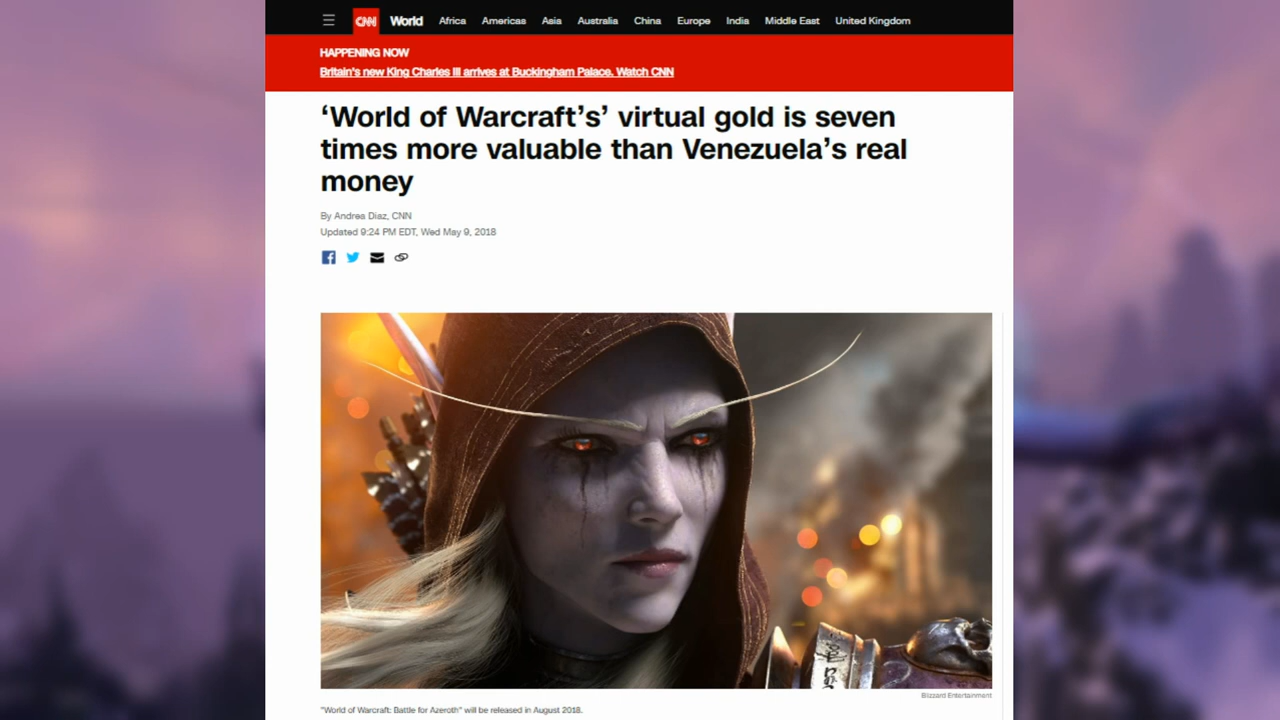 CNN World Africa Americas Asia Australia China Europe India Middle East United Kingdom
HAPPENING NOW
Britain's new King Charles III arrives at Buckingham Palace. Watch CNN
‘World of Warcraft’s’ virtual gold is seven
times more valuable than Venezuela’s real
money
By Andrea Diaz, CNN
Updated 9:24 PM EDT, Wed May 9, 2018
Blizzard Entertainment
"World of Warcraft: Battle for Azeroth" will be released in August 2018.